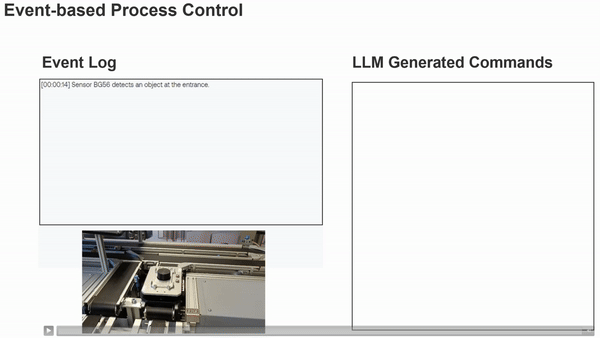 Event-based Process Control
Event Log
LLM Generated Commands
[00:00:14] Sensor BG56 detects an object at the entrance.